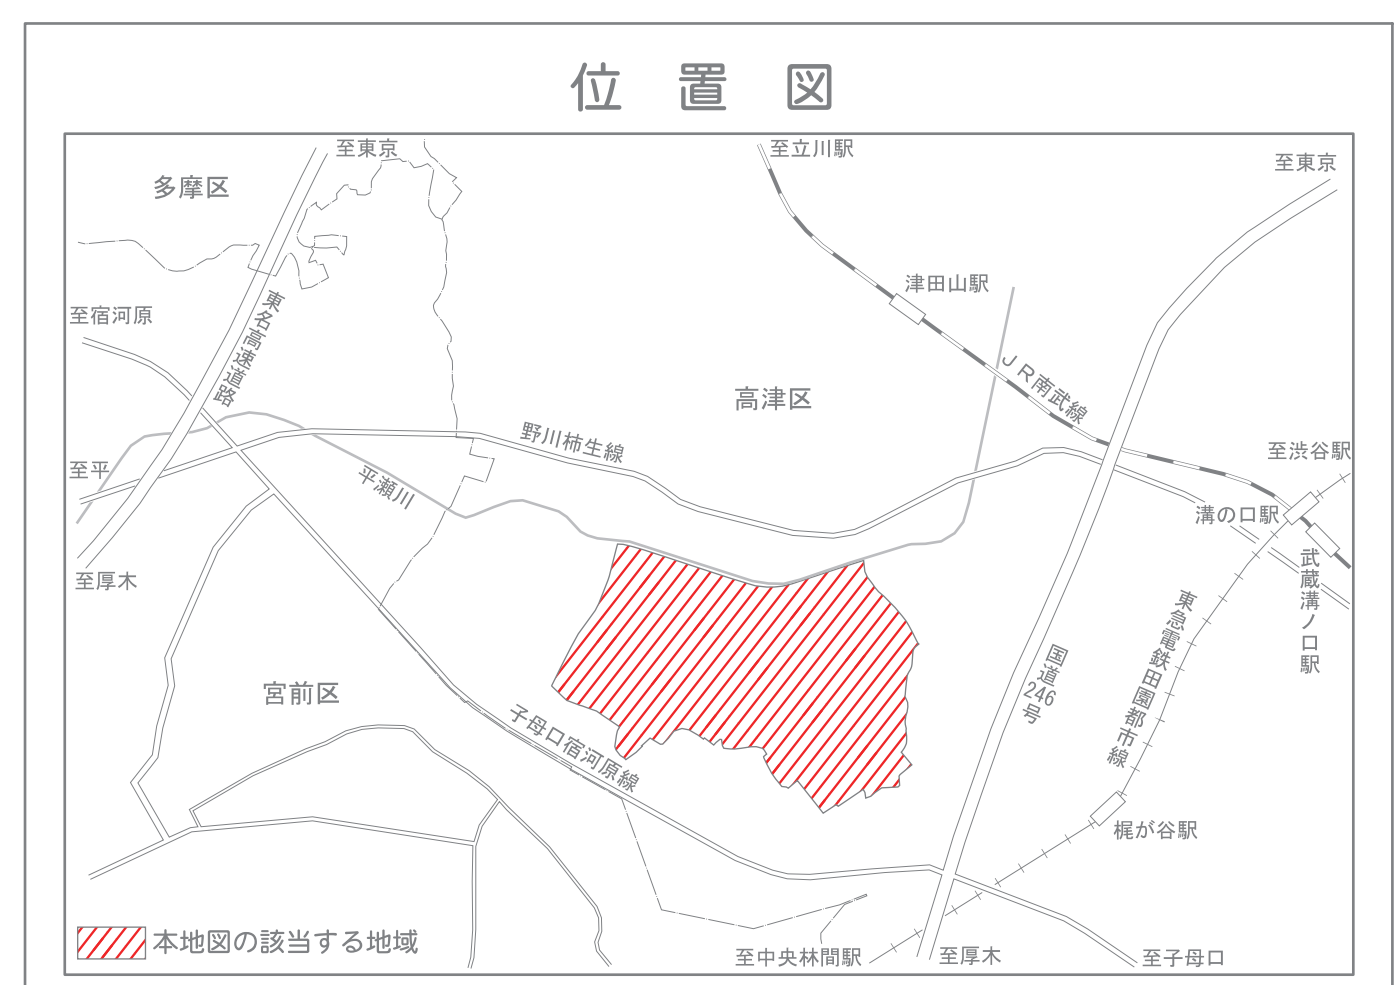 位置図
至東京
至立川駅
至東京
多摩区
津田山駅
至宿河原
東名高速道路
JR南武線
高津区
野川柿生線
至渋谷駅
至平
平瀬川
溝の口駅
武蔵溝ノ口駅
至厚木
東急電鉄田園都市線
国道246号
宮前区
子母口宿河原線
梶が谷駅
本地図の該当する地域
至中央林間駅
至厚木
至子母口